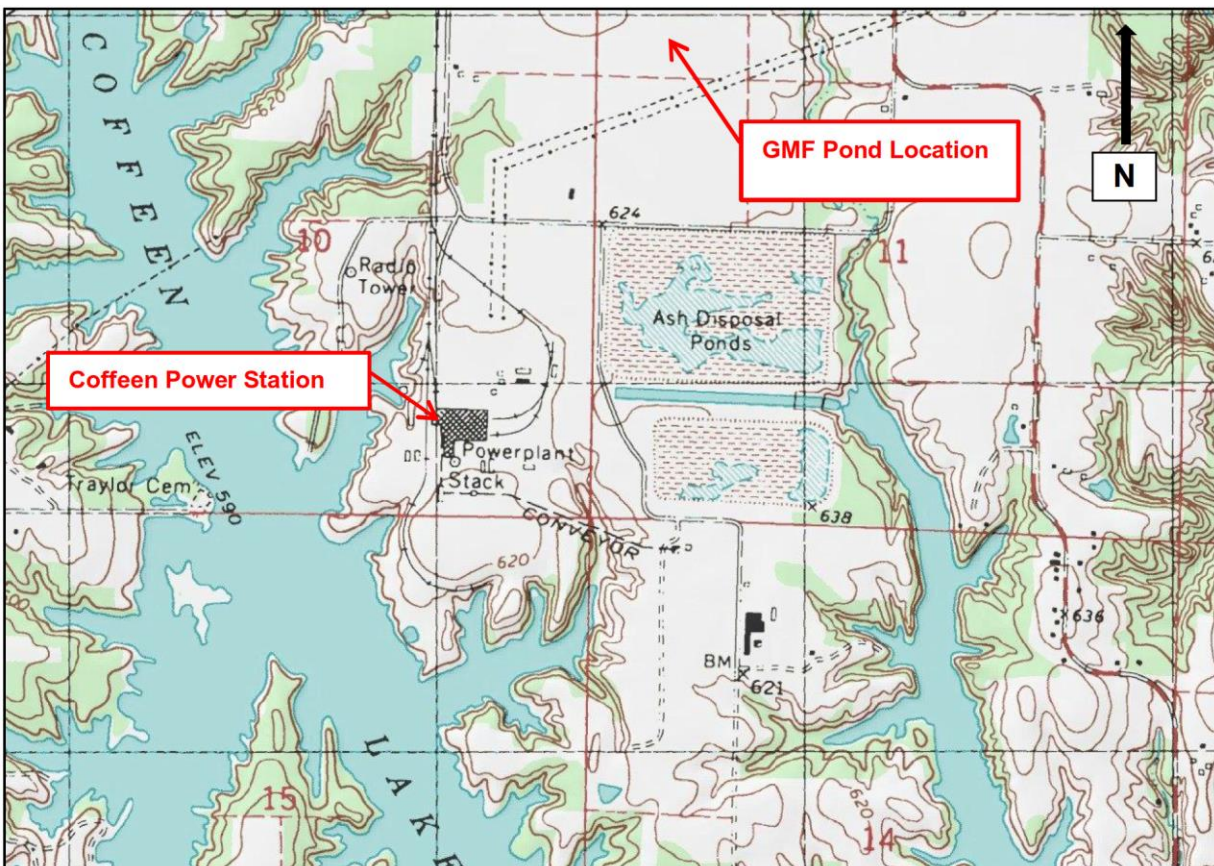 COFFEEN
GMF Pond Location
N
624
10
11
Radio
Tower
Ash Disposal
Ponds
Coffeen Power Station
ELEV 590
Powerplant
Stack
Traylor Cem
638
CONVEYOR
620
636
BM
621
LAKE
15
620
14